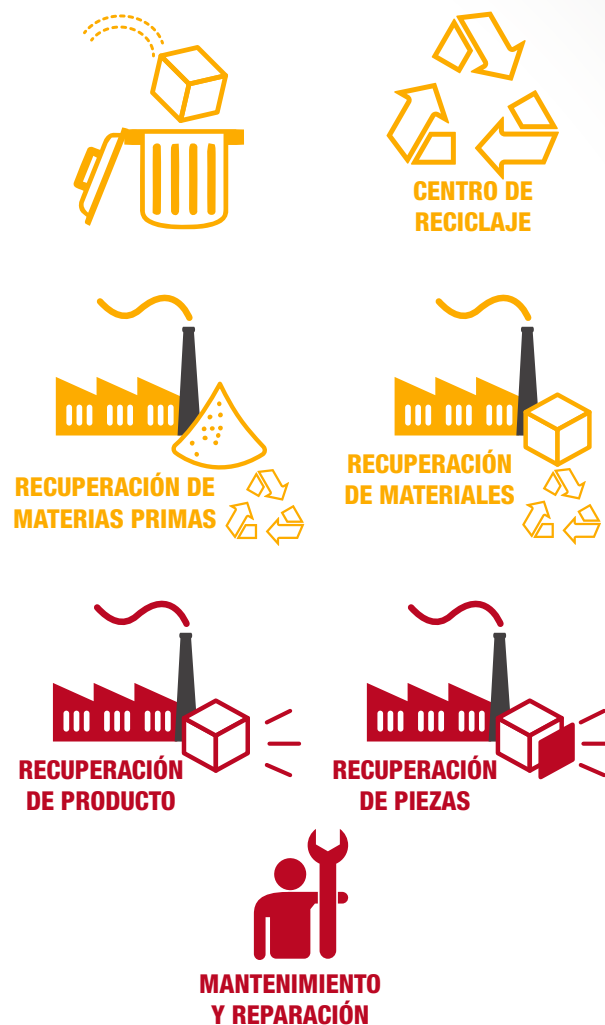 CENTRO DE
RECICLAJE
RECUPERACIÓN DE
MATERIAS PRIMAS
RECUPERACIÓN
DE MATERIALES
RECUPERACIÓN
DE PRODUCTO
RECUPERACIÓN
DE PIEZAS
MANTENIMIENTO
Y REPARACIÓN